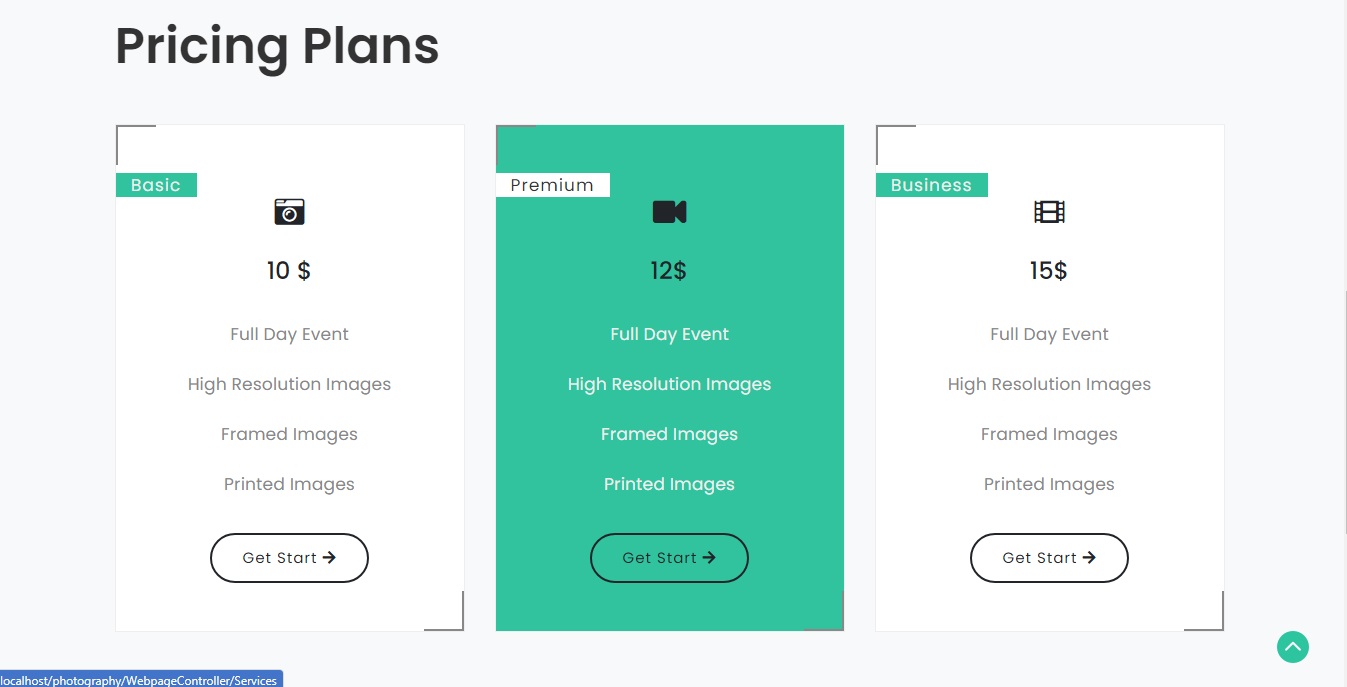 Pricing Plans
Basic
10 $
Full Day Event
High Resolution Images
Framed Images
Printed Images
Get Start
Premium
12$
Full Day Event
High Resolution Images
Framed Images
Printed Images
Get Start
Business
15$
Full Day Event
High Resolution Images
Framed Images
Printed Images
Get Start
localhost/photography/WebpageController/Services